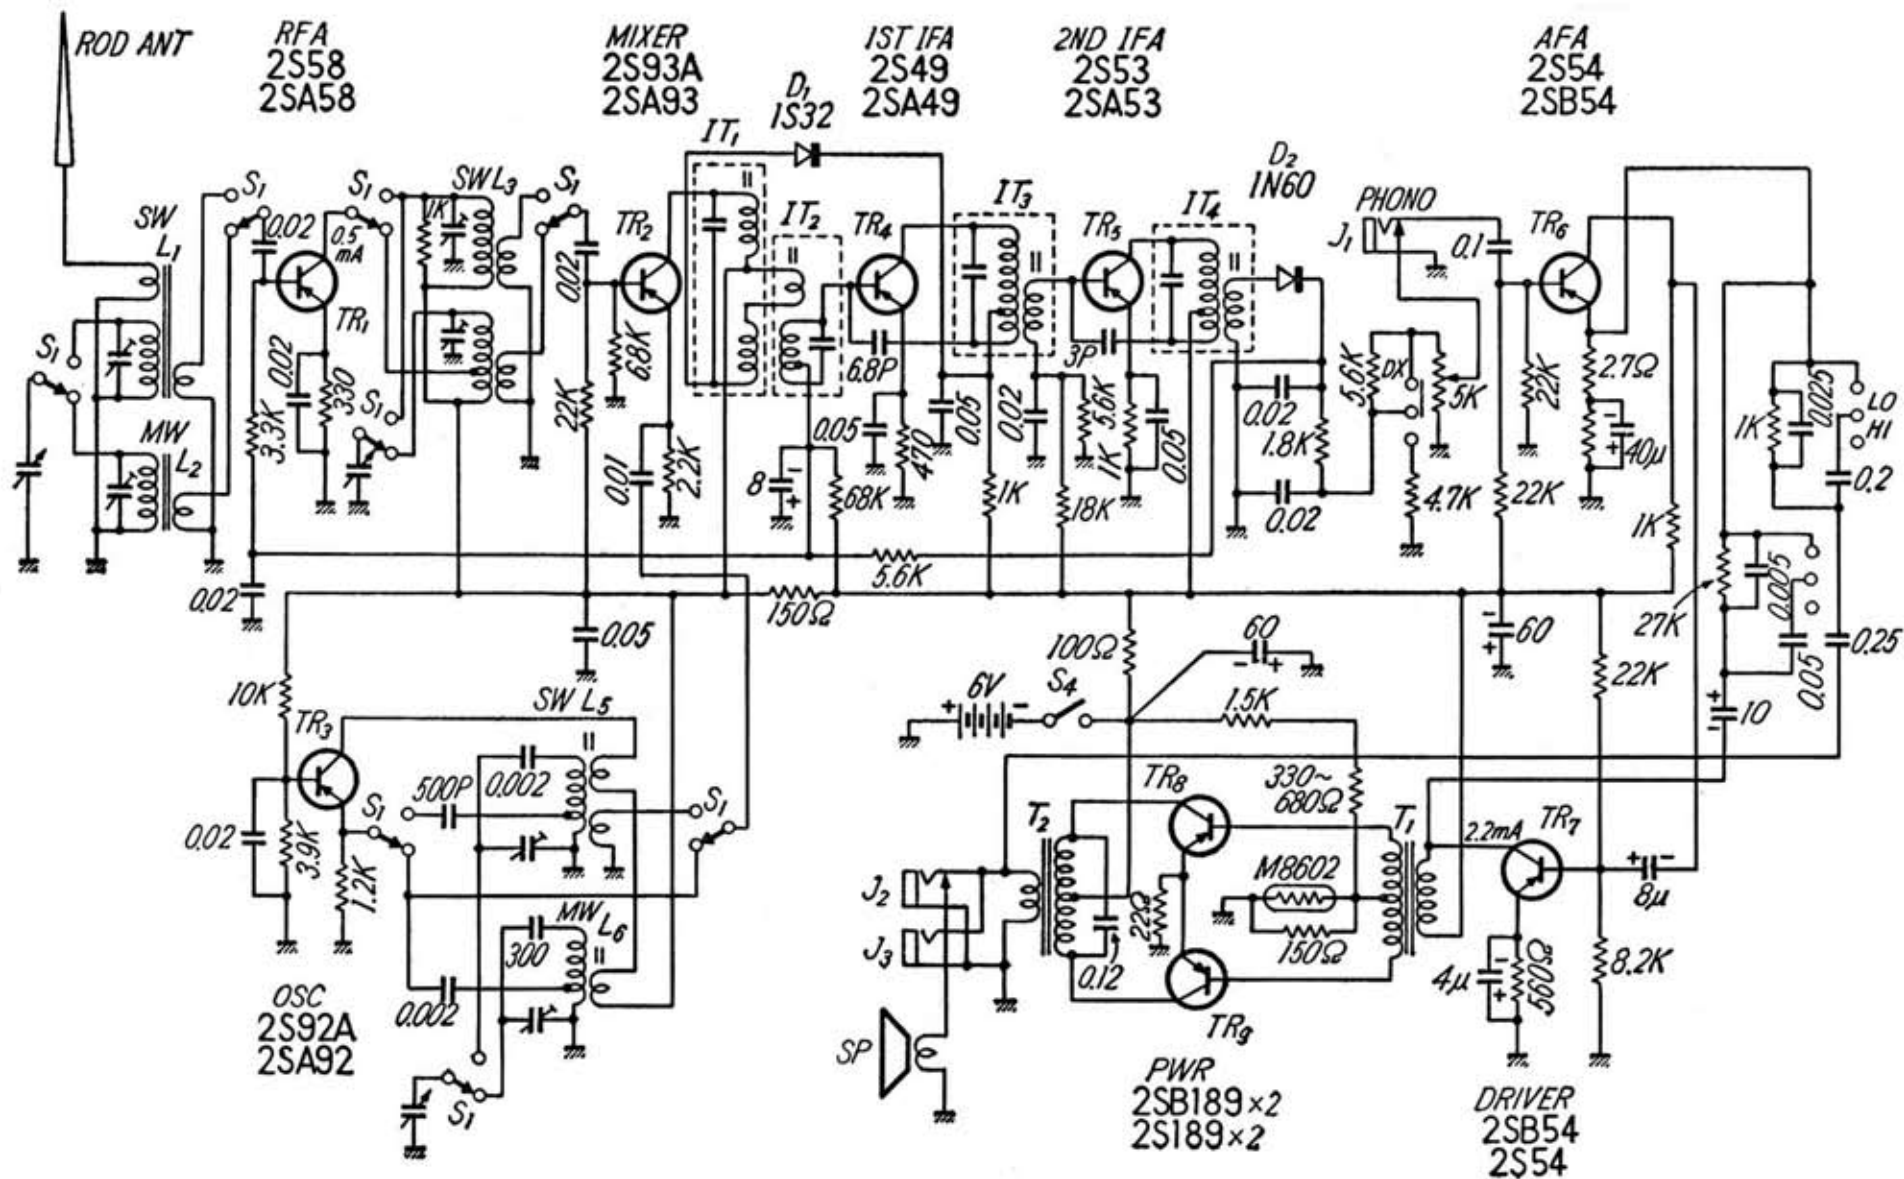 ROD ANT
RFA
2S58
2SA58
MIXER
2S93A
2SA93
D1
1S32
1ST IFA
2S49
2SA49
2ND IFA
2S53
2SA53
AFA
2S54
2SB54
IT1
IT2
IT3
IT4
D2
1N60
PHONO
J1
S1
S1
SW L3
S1
SW
L1
0.02
0.5
mA
1K
TR1
TR2
TR4
TR5
TR6
0.1
0.02
S1
MW
L2
3.3K
0.02
330
S1
22K
6.8K
0.01
2.2K
6.8P
8
68K
0.05
470
0.05
1K
0.02
3P
5.6K
18K
1K
0.05
0.02
1.8K
0.02
5.6K
DX
5K
4.7K
22K
22K
2.7Ω
40μ
1K
1K
0.025
LO
HI
0.2
0.02
5.6K
150Ω
0.05
10K
TR3
0.02
3.9K
1.2K
S1
500P
0.002
SW L5
S1
MW
L6
300
0.002
S1
OSC
2S92A
2SA92
100Ω
60
6V
S4
1.5K
60
22K
27K
0.005
0.05
0.25
10
330~
680Ω
TR8
T2
T1
2.2mA
TR7
J2
J3
M8602
22Ω
150Ω
0.12
8μ
4μ
560Ω
8.2K
SP
TR9
PWR
2SB189×2
2S189×2
DRIVER
2SB54
2S54